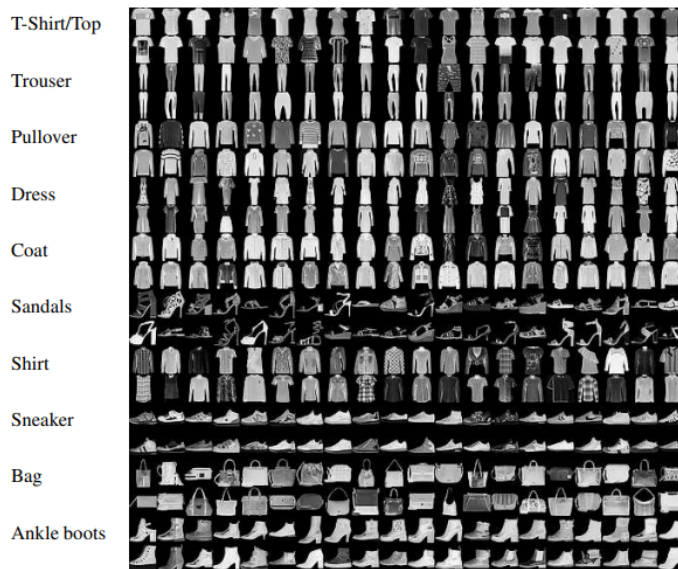 T-Shirt/Top
Trouser
Pullover
Dress
Coat
Sandals
Shirt
Sneaker
Bag
Ankle boots